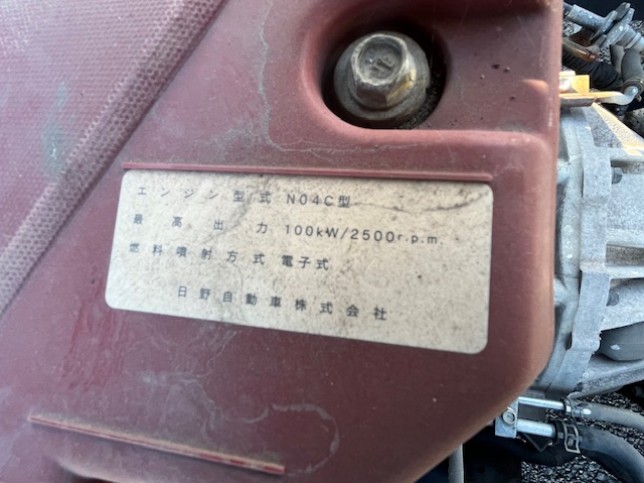 エンジン型式 N04C型
最高出力 100kW/2500r.p.m.
燃料噴射方式 電子式
日野自動車株式会社